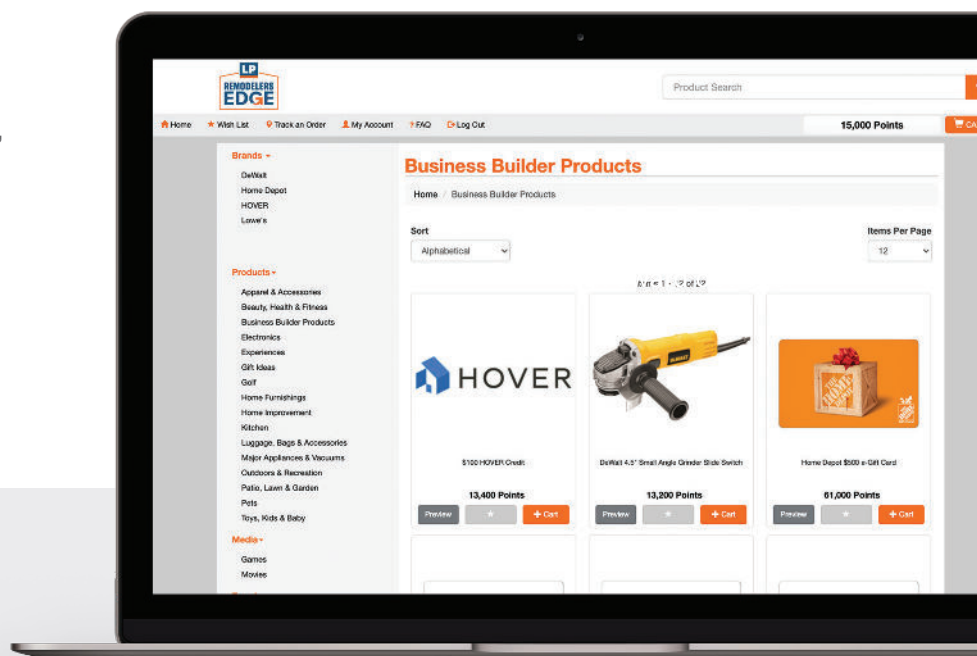 LP
REMODELERS
EDGE
Product Search
Home Wish List Track an Order My Account ? FAQ Log Out 15,000 Points
Brands
DeWalt
Home Depot
HOVER
Lowe's
Products
Apparel & Accessories
Beauty, Health & Fitness
Business Builder Products
Electronics
Experiences
Gift Ideas
Golf
Home Furnishings
Home Improvement
Kitchen
Luggage, Bags & Accessories
Major Appliances & Vacuums
Outdoors & Recreation
Patio, Lawn & Garden
Pets
Toys, Kids & Baby
Media
Games
Movies
Business Builder Products
Home / Business Builder Products
Sort Items Per Page
Alphabetical 12
HOVER
DEWALT
THE
HOME
DEPOT
$100 HOVER Credit
13,400 Points
Preview + Cart
DeWalt 4.5" Small Angle Grinder Slide Switch
13,200 Points
Preview + Cart
Home Depot $500 e-Gift Card
61,000 Points
Preview + Cart